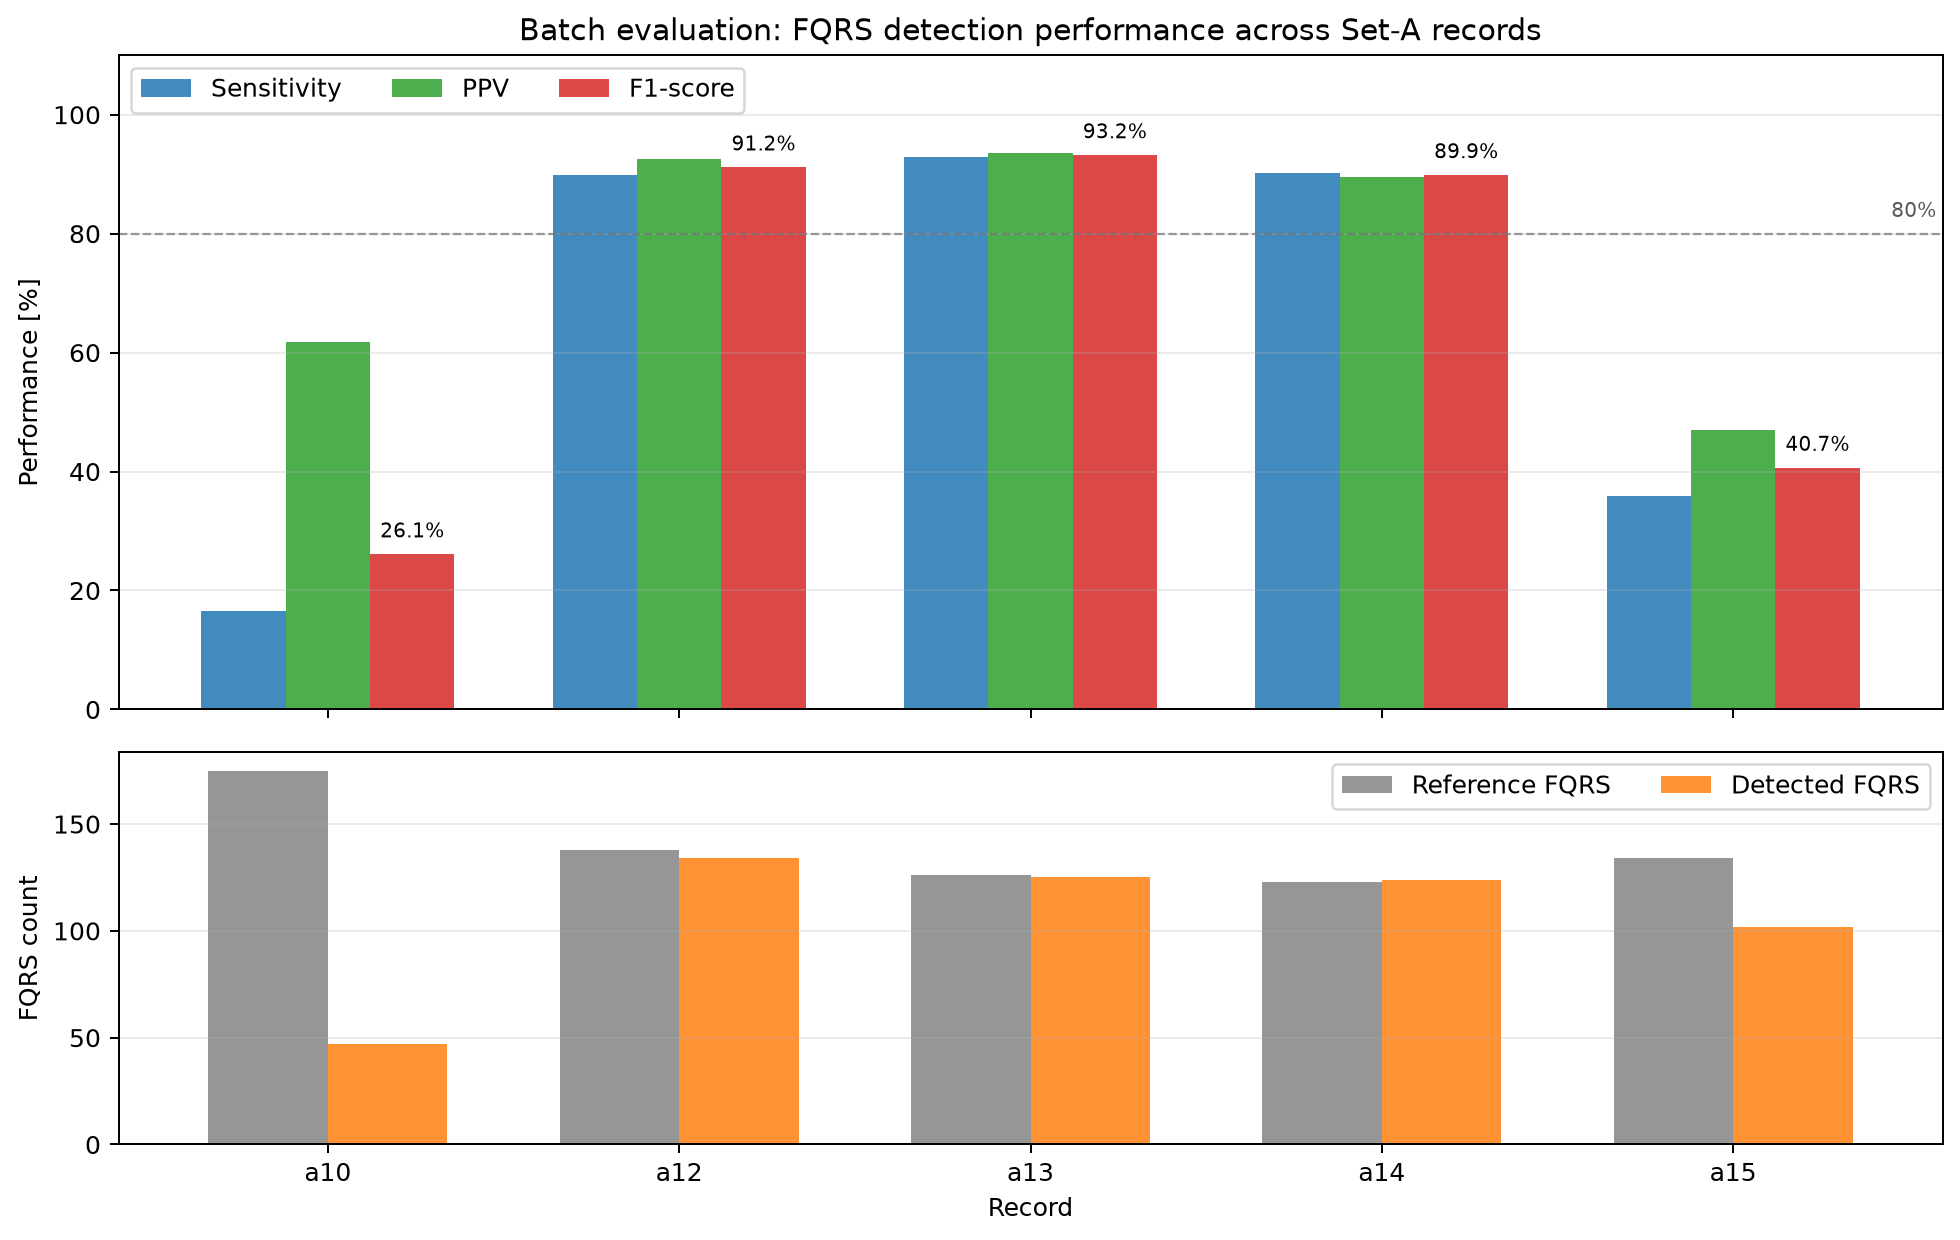 Batch evaluation: FQRS detection performance across Set-A records
Sensitivity PPV F1-score
Performance [%]
100
80
60
40
20
0
26.1%
91.2%
93.2%
89.9%
40.7%
80%
Reference FQRS Detected FQRS
FQRS count
150
100
50
0
a10 a12 a13 a14 a15
Record